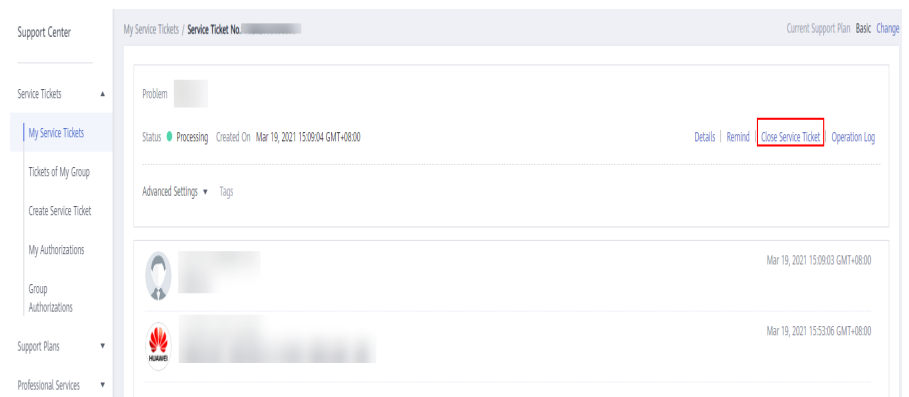 Support Center
My Service Tickets / Service Ticket No.
Current Support Plan Basic Change
Service Tickets
My Service Tickets
Tickets of My Group
Create Service Ticket
My Authorizations
Group
Authorizations
Support Plans
Professional Services
Problem
Status Processing Created On Mar 19, 2021 15:09:04 GMT+08:00
Details | Remind | Close Service Ticket | Operation Log
Advanced Settings Tags
Mar 19, 2021 15:09:03 GMT+08:00
HUAWEI
Mar 19, 2021 15:53:06 GMT+08:00